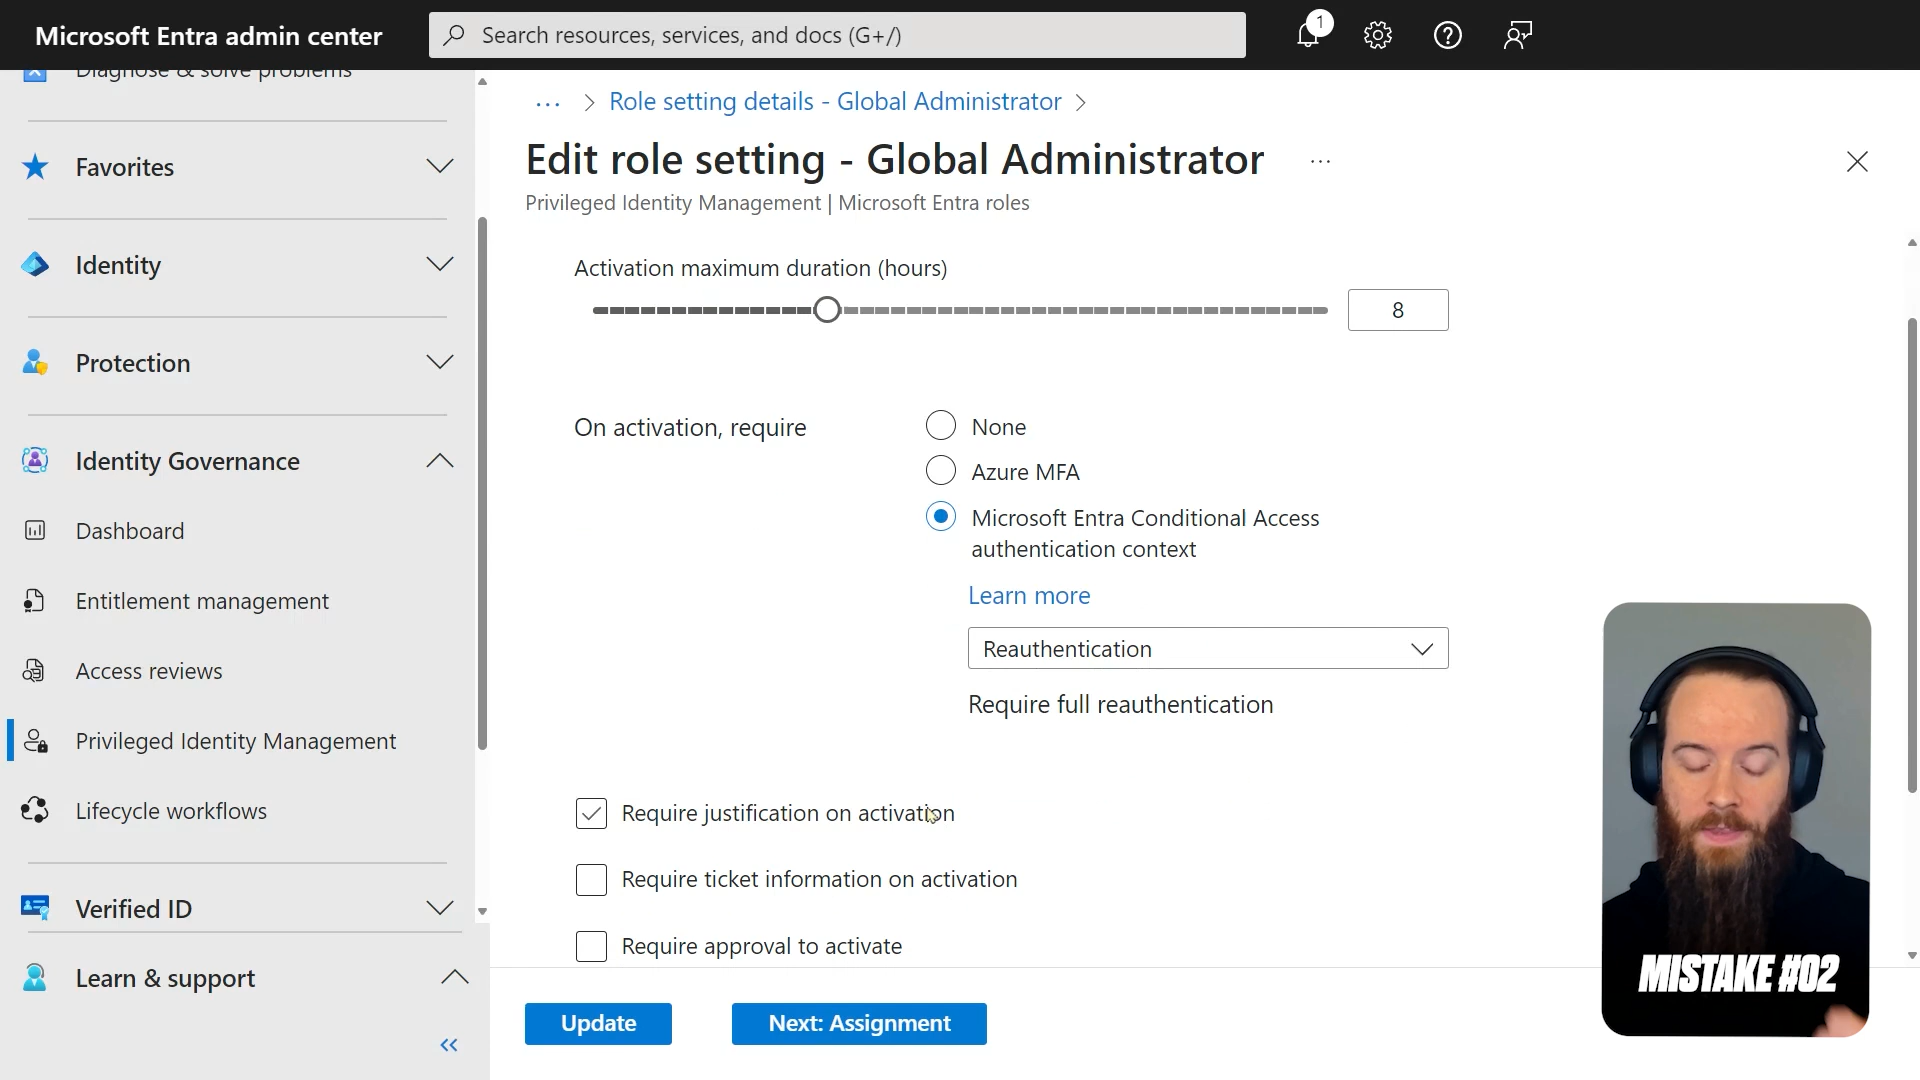 Microsoft Entra admin center
Search resources, services, and docs (G+/)
1
Diagnose & solve problems
Favorites
Identity
Protection
Identity Governance
Dashboard
Entitlement management
Access reviews
Privileged Identity Management
Lifecycle workflows
Verified ID
Learn & support
Role setting details - Global Administrator
Edit role setting - Global Administrator
Privileged Identity Management | Microsoft Entra roles
Activation maximum duration (hours)
8
On activation, require
None
Azure MFA
Microsoft Entra Conditional Access
authentication context
Learn more
Reauthentication
Require full reauthentication
Require justification on activation
Require ticket information on activation
Require approval to activate
Update
Next: Assignment
MISTAKE #02